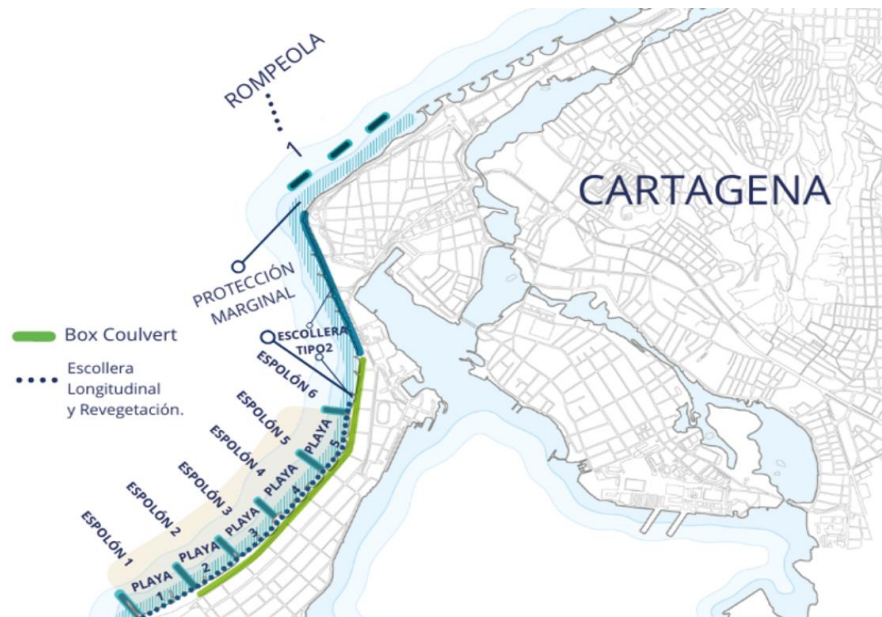 ROMPEOLA
1
CARTAGENA
PROTECCIÓN
MARGINAL
ESCOLLERA
TIPO2
Box Coulvert
Escollera
Longitudinal
y Revegetación.
ESPOLÓN 6
ESPOLÓN 5
ESPOLÓN 4
ESPOLÓN 3
ESPOLÓN 2
ESPOLÓN 1
PLAYA
5
PLAYA
4
PLAYA
3
PLAYA
2
PLAYA
1